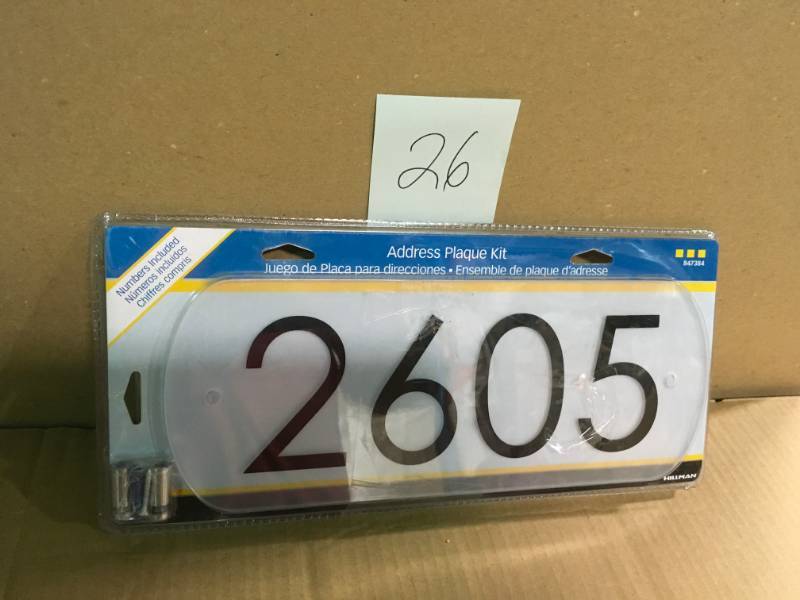 26
Numbers Included
Números incluidos
Chiffres compris
Address Plaque Kit
Juego de Placa para direcciones • Ensemble de plaque d'adresse
847384
2605
HILLMAN